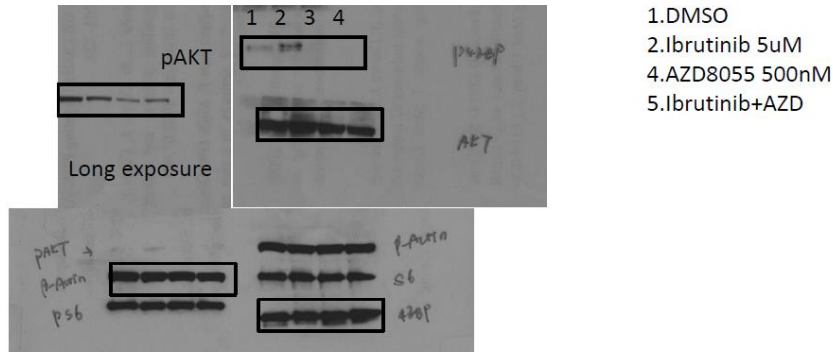 1 2 3 4
pAKT
p4EBP
AKT
Long exposure
1.DMSO
2.Ibrutinib 5uM
4.AZD8055 500nM
5.Ibrutinib+AZD
pAKT →
β-Actin
pS6
β-Actin
S6
4EBP